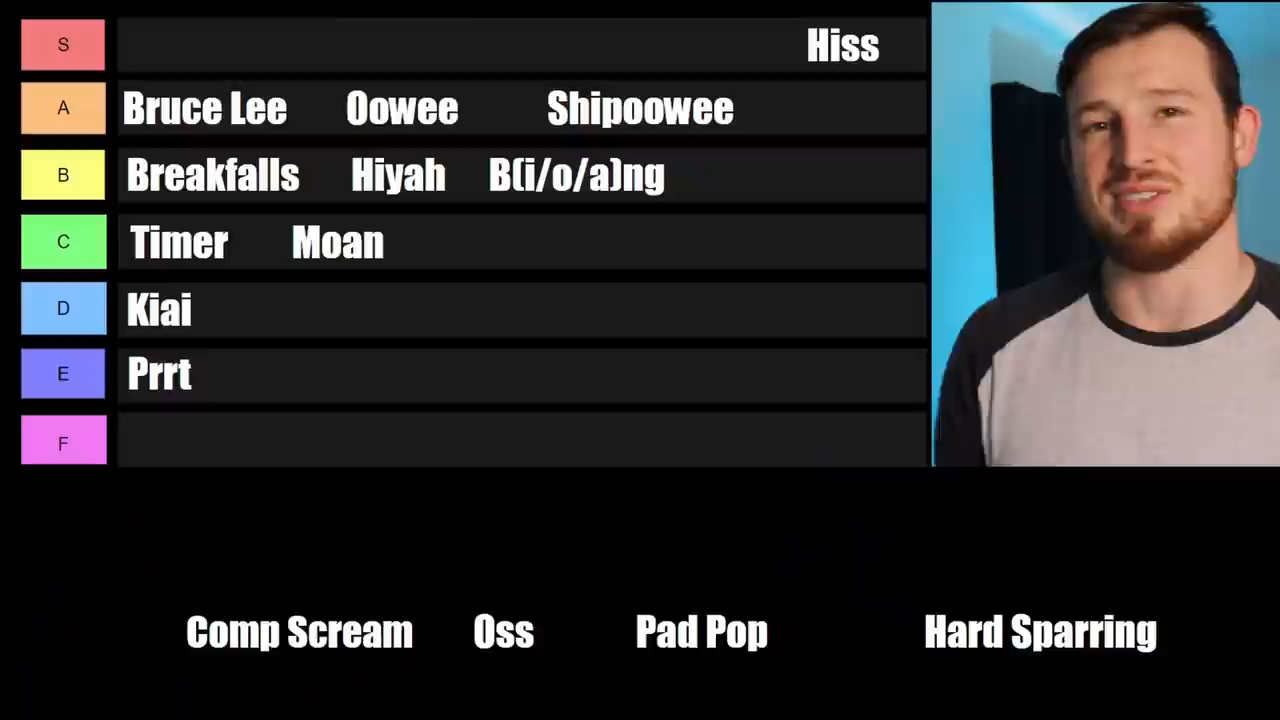 S Hiss
A Bruce Lee Oowee Shipoowee
B Breakfalls Hiyah B(i/o/a)ng
C Timer Moan
D Kiai
E Prrt
F
Comp Scream Oss Pad Pop Hard Sparring